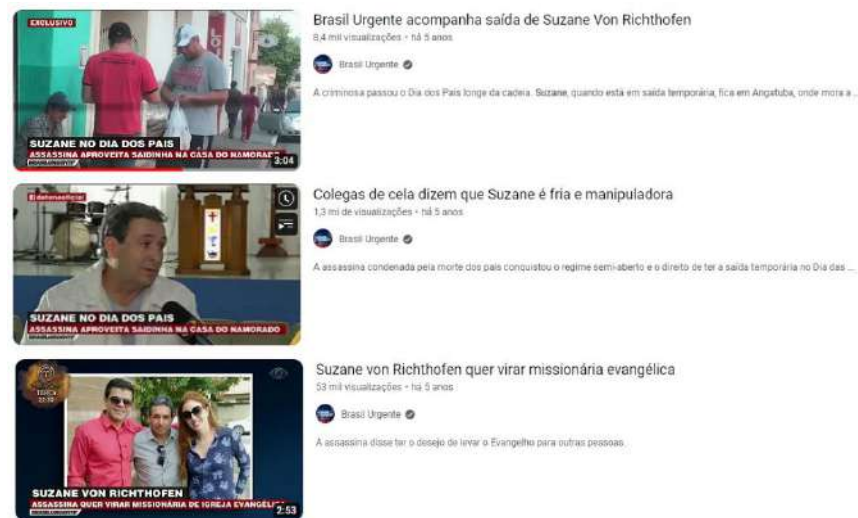 EXCLUSIVO
SUZANE NO DIA DOS PAIS
ASSASSINA APROVEITA SAIDINHA NA CASA DO NAMORADO
BRASILURGENTE
3:04
Brasil Urgente acompanha saída de Suzane Von Richthofen
8,4 mil visualizações • há 5 anos
Brasil Urgente
A criminosa passou o Dia dos Pais longe da cadeia. Suzane, quando está em saída temporária, fica em Angatuba, onde mora a ...
SUZANE NO DIA DOS PAIS
ASSASSINA APROVEITA SAIDINHA NA CASA DO NAMORADO
BRASILURGENTE
Colegas de cela dizem que Suzane é fria e manipuladora
1,3 mi de visualizações • há 5 anos
Brasil Urgente
A assassina condenada pela morte dos pais conquistou o regime semi-aberto e o direito de ter a saída temporária no Dia das ...
SUZANE VON RICHTHOFEN
ASSASSINA QUER VIRAR MISSIONÁRIA DE IGREJA EVANGÉLICA
BRASILURGENTE
2:53
Suzane von Richthofen quer virar missionária evangélica
53 mil visualizações • há 5 anos
Brasil Urgente
A assassina disse ter o desejo de levar o Evangelho para outras pessoas.